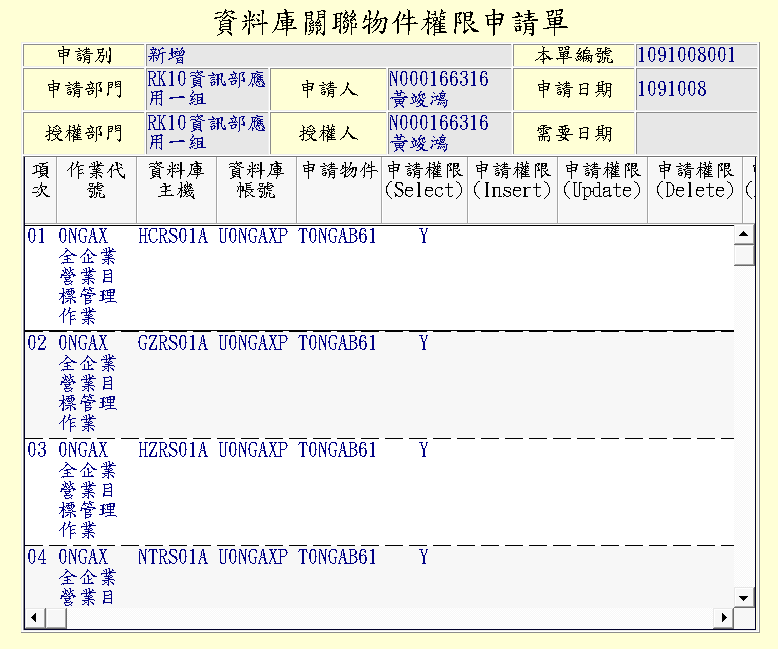 資料庫關聯物件權限申請單
申請別 新增 本單編號 1091008001
申請部門 RK10資訊部應用一組 申請人 N000166316 黃竣鴻 申請日期 1091008
授權部門 RK10資訊部應用一組 授權人 N000166316 黃竣鴻 需要日期
項次 作業代號 資料庫主機 資料庫帳號 申請物件 申請權限(Select) 申請權限(Insert) 申請權限(Update) 申請權限(Delete)
01 ONGAX HCRS01A UONGAXP TONGAB61 Y
全企業
營業目
標管理
作業
02 ONGAX GZRS01A UONGAXP TONGAB61 Y
全企業
營業目
標管理
作業
03 ONGAX HZRS01A UONGAXP TONGAB61 Y
全企業
營業目
標管理
作業
04 ONGAX NTRS01A UONGAXP TONGAB61 Y
全企業
營業目